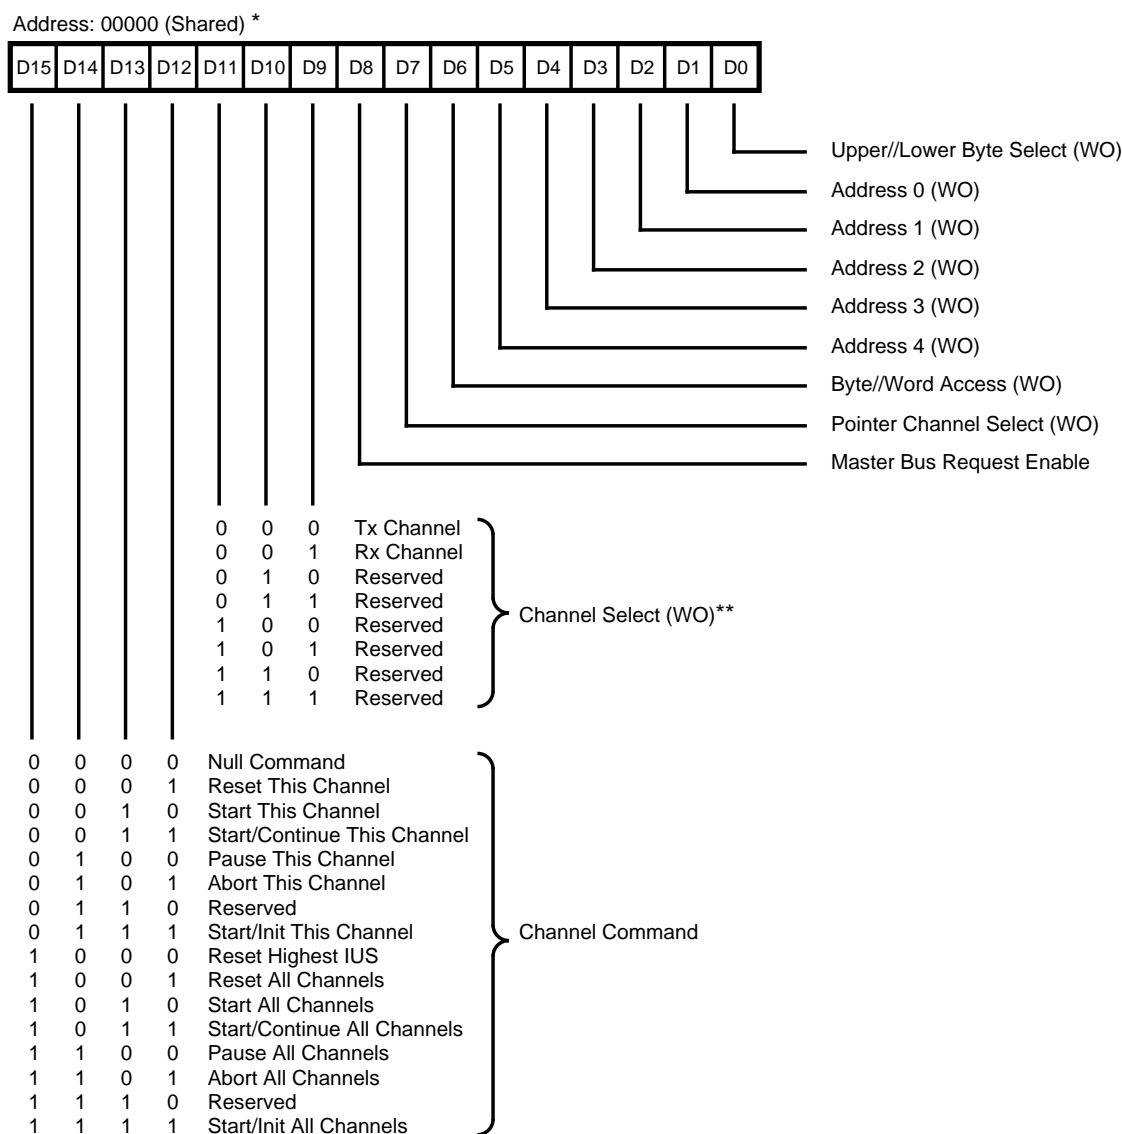 Address: 00000 (Shared) *
D15 D14 D13 D12 D11 D10 D9 D8 D7 D6 D5 D4 D3 D2 D1 D0
Upper//Lower Byte Select (WO)
Address 0 (WO)
Address 1 (WO)
Address 2 (WO)
Address 3 (WO)
Address 4 (WO)
Byte//Word Access (WO)
Pointer Channel Select (WO)
Master Bus Request Enable
0 0 0 Tx Channel
0 0 1 Rx Channel
0 1 0 Reserved
0 1 1 Reserved
1 0 0 Reserved
1 0 1 Reserved
1 1 0 Reserved
1 1 1 Reserved
Channel Select (WO)**
0 0 0 0 Null Command
0 0 0 1 Reset This Channel
0 0 1 0 Start This Channel
0 0 1 1 Start/Continue This Channel
0 1 0 0 Pause This Channel
0 1 0 1 Abort This Channel
0 1 1 0 Reserved
0 1 1 1 Start/Init This Channel
1 0 0 0 Reset Highest IUS
1 0 0 1 Reset All Channels
1 0 1 0 Start All Channels
1 0 1 1 Start/Continue All Channels
1 1 0 0 Pause All Channels
1 1 0 1 Abort All Channels
1 1 1 0 Reserved
1 1 1 1 Start/Init All Channels
Channel Command